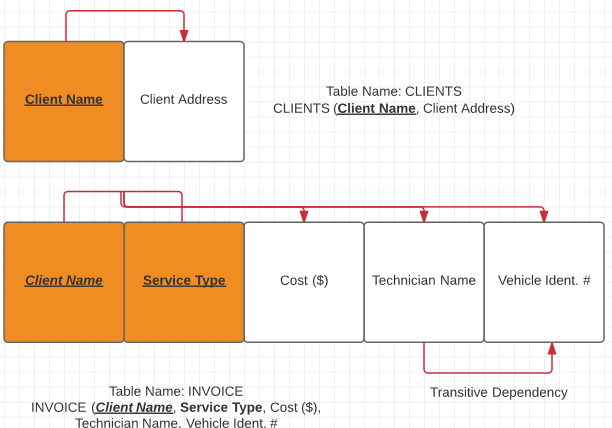 Client Name
Client Address
Table Name: CLIENTS
CLIENTS (Client Name, Client Address)
Client Name
Service Type
Cost ($)
Technician Name
Vehicle Ident. #
Transitive Dependency
Table Name: INVOICE
INVOICE (Client Name, Service Type, Cost ($),
Technician Name, Vehicle Ident. #